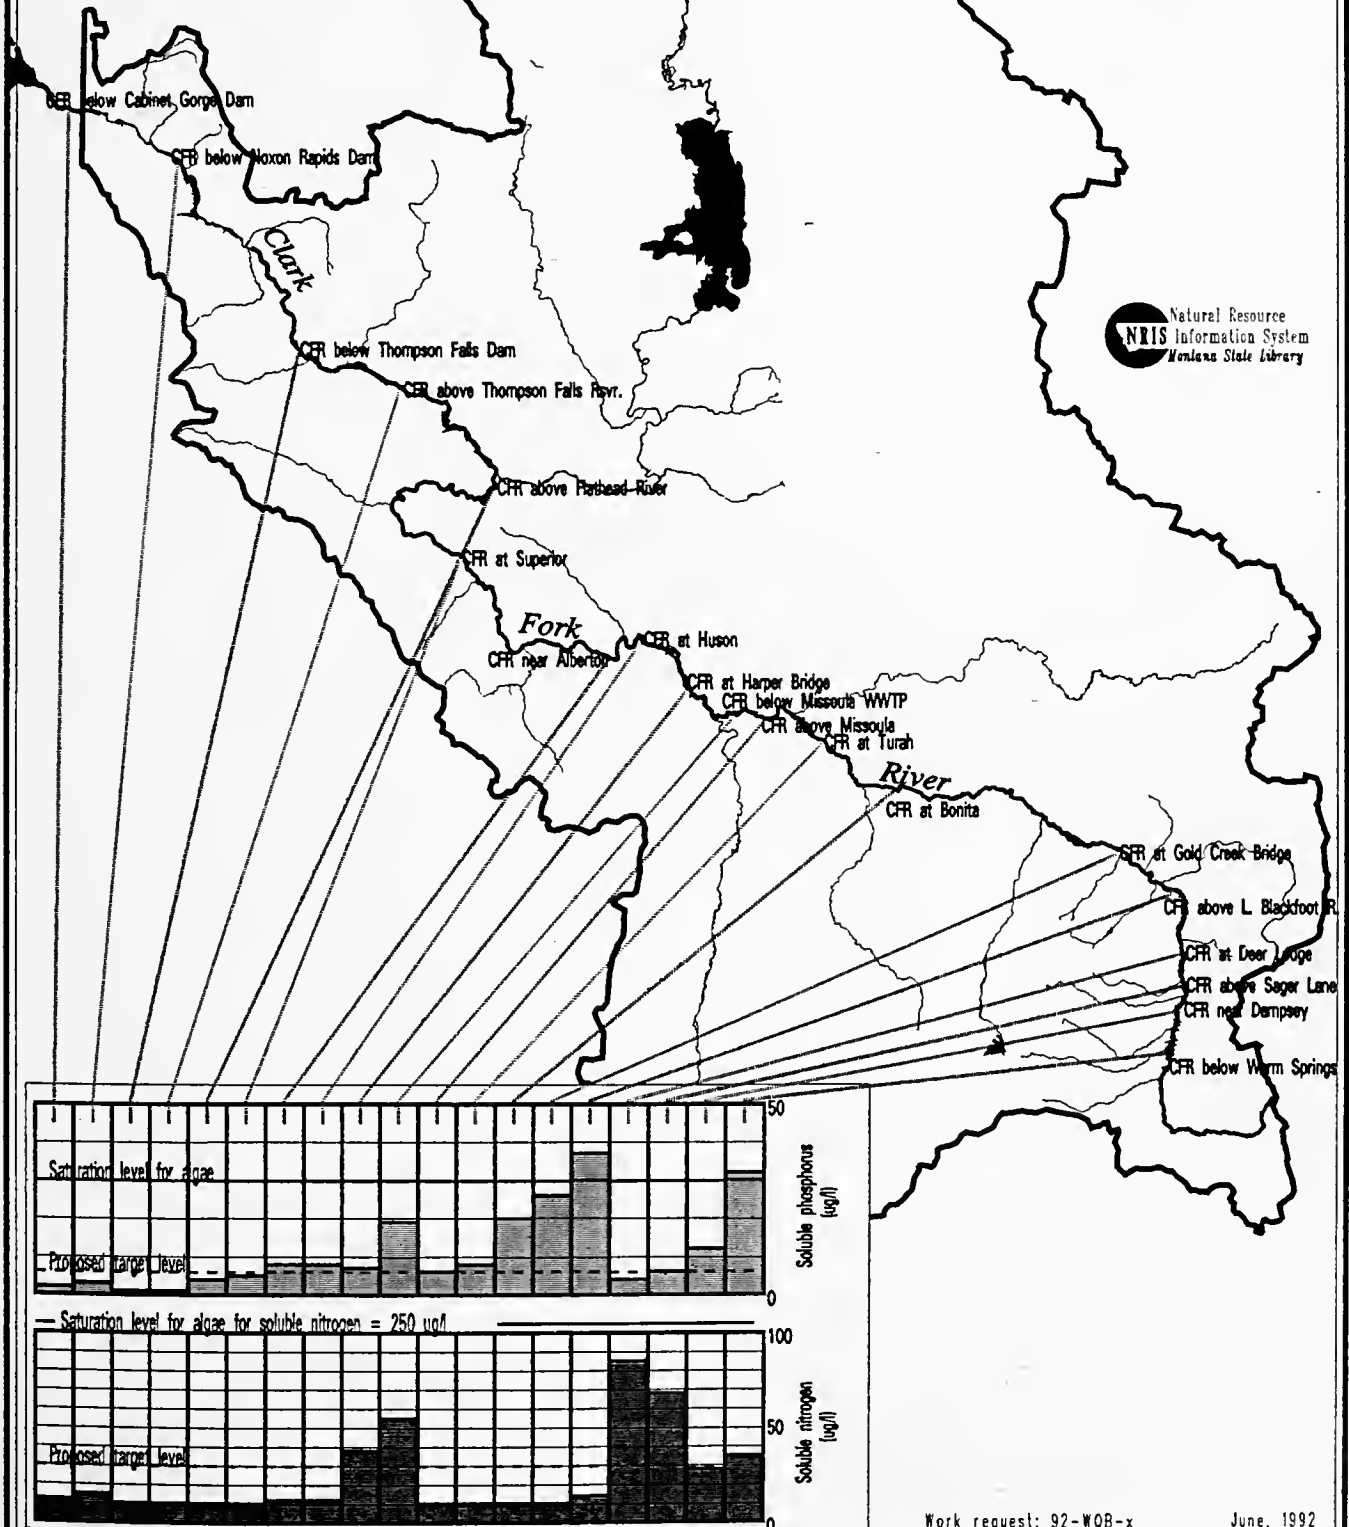 CFR below Cabinet Gorge Dam
CFR below Noxon Rapids Dam
Clark
Natural Resource
NRIS Information System
Montana State Library
CFR below Thompson Falls Dam
CFR above Thompson Falls Rsvr.
CFR above Flathead River
CFR at Superior
Fork
CFR at Huson
CFR near Alberton
CFR at Harper Bridge
CFR below Missoula WWTP
CFR above Missoula
CFR at Turah
River
CFR at Bonita
CFR at Gold Creek Bridge
CFR above L. Blackfoot R.
CFR at Deer Lodge
CFR above Sager Lane
CFR near Dempsey
CFR below Warm Springs
50
Saturation level for algae
Soluble phosphorus
(ug/l)
Proposed target level
0
Saturation level for algae for soluble nitrogen = 250 ug/l
100
50
Soluble nitrogen
(ug/l)
Proposed target level
0
Work request: 92-WQB-x June, 1992